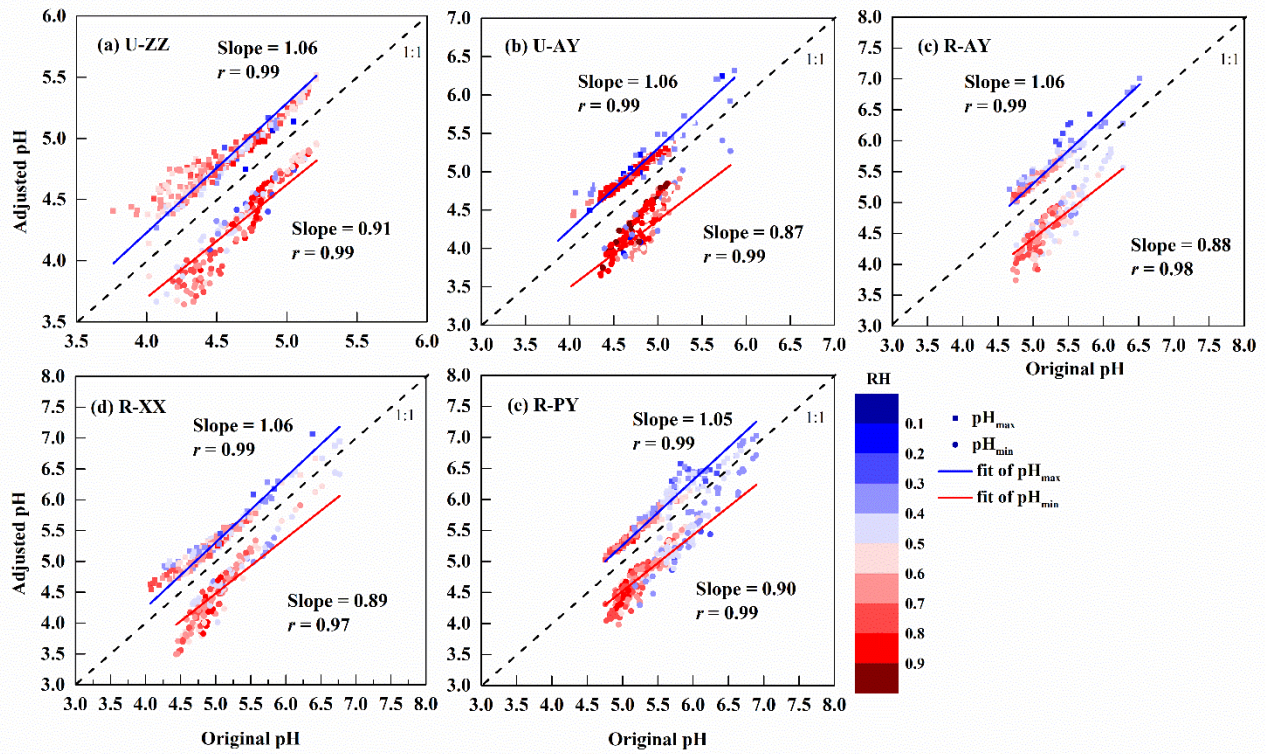 6.0
5.5
5.0
4.5
4.0
3.5
Adjusted pH
(a) U-ZZ
Slope = 1.06
r = 0.99
1:1
Slope = 0.91
r = 0.99
3.5 4.0 4.5 5.0 5.5 6.0
7.0
6.5
6.0
5.5
5.0
4.5
4.0
3.5
3.0
(b) U-AY
Slope = 1.06
r = 0.99
1:1
Slope = 0.87
r = 0.99
3.0 3.5 4.0 4.5 5.0 5.5 6.0 6.5 7.0
8.0
7.5
7.0
6.5
6.0
5.5
5.0
4.5
4.0
3.5
3.0
(c) R-AY
Slope = 1.06
r = 0.99
1:1
Slope = 0.88
r = 0.98
3.0 3.5 4.0 4.5 5.0 5.5 6.0 6.5 7.0 7.5 8.0
Original pH
8.0
7.5
7.0
6.5
6.0
5.5
5.0
4.5
4.0
3.5
3.0
Adjusted pH
(d) R-XX
Slope = 1.06
r = 0.99
1:1
Slope = 0.89
r = 0.97
3.0 3.5 4.0 4.5 5.0 5.5 6.0 6.5 7.0 7.5 8.0
Original pH
8.0
7.5
7.0
6.5
6.0
5.5
5.0
4.5
4.0
3.5
3.0
(e) R-PY
Slope = 1.05
r = 0.99
1:1
Slope = 0.90
r = 0.99
3.0 3.5 4.0 4.5 5.0 5.5 6.0 6.5 7.0 7.5 8.0
Original pH
RH
0.1
0.2
0.3
0.4
0.5
0.6
0.7
0.8
0.9
pHmax
pHmin
fit of pHmax
fit of pHmin